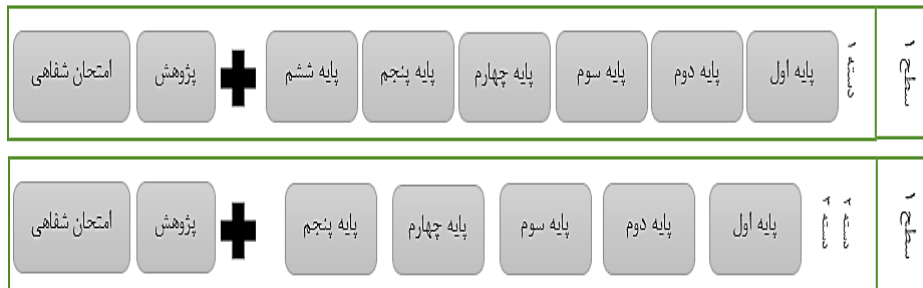 سطح ۱
دسته ۱
پایه اول
پایه دوم
پایه سوم
پایه چهارم
پایه پنجم
پایه ششم
پژوهش
امتحان شفاهی
سطح ۱
دسته ۲
دسته ۳
پایه اول
پایه دوم
پایه سوم
پایه چهارم
پایه پنجم
پژوهش
امتحان شفاهی